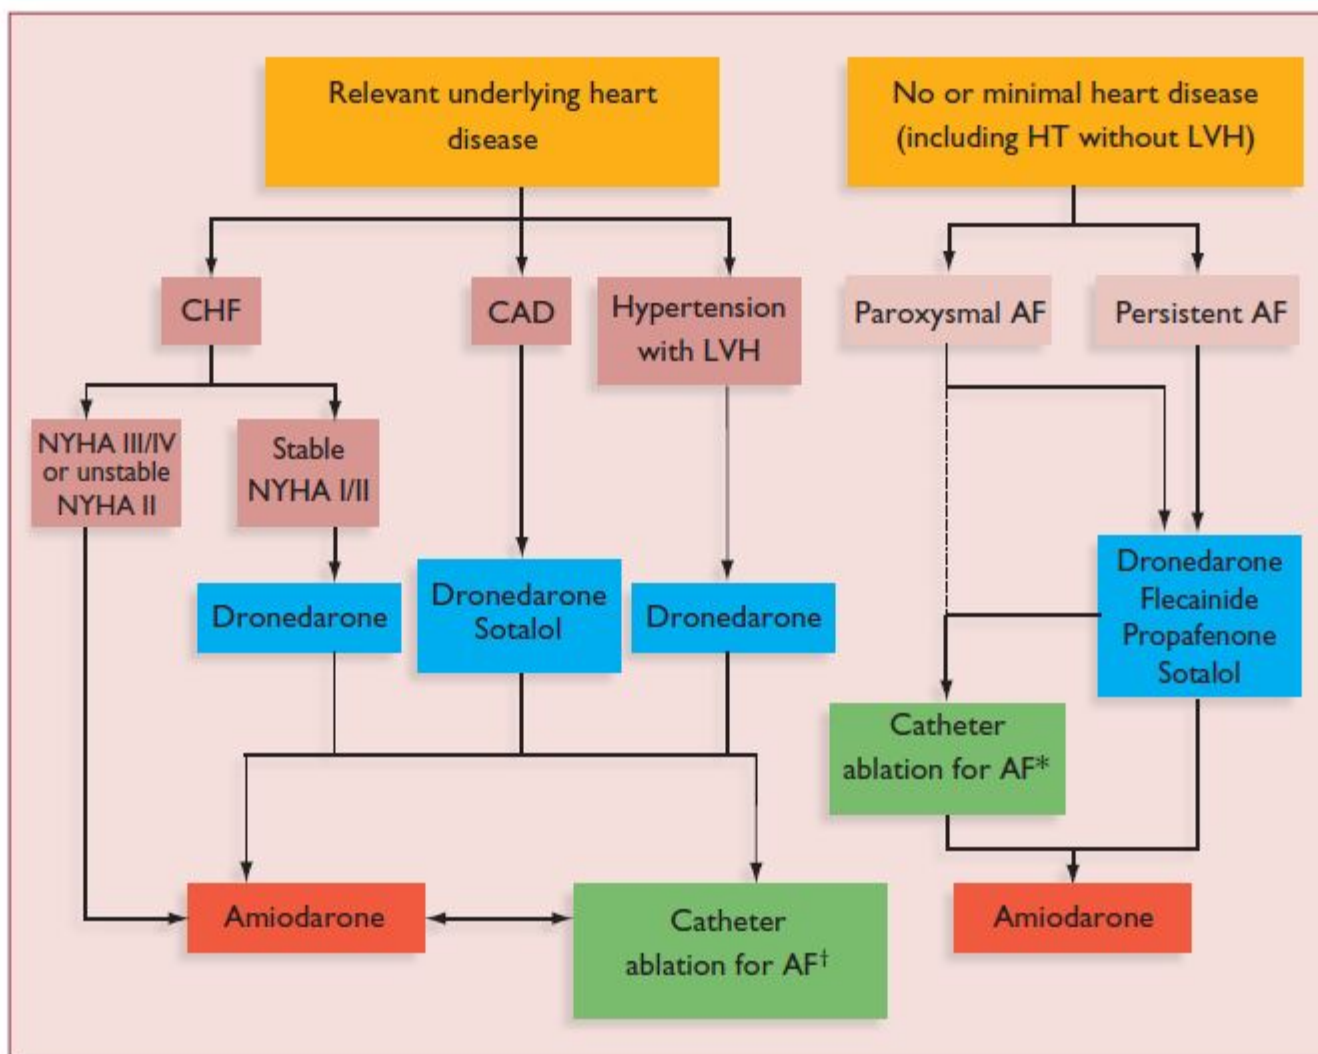 Relevant underlying heart
disease
No or minimal heart disease
(including HT without LVH)
CHF
CAD
Hypertension
with LVH
Paroxysmal AF
Persistent AF
NYHA III/IV
or unstable
NYHA II
Stable
NYHA I/II
Dronedarone
Dronedarone
Sotalol
Dronedarone
Dronedarone
Flecainide
Propafenone
Sotalol
Catheter
ablation for AF*
Amiodarone
Catheter
ablation for AF†
Amiodarone